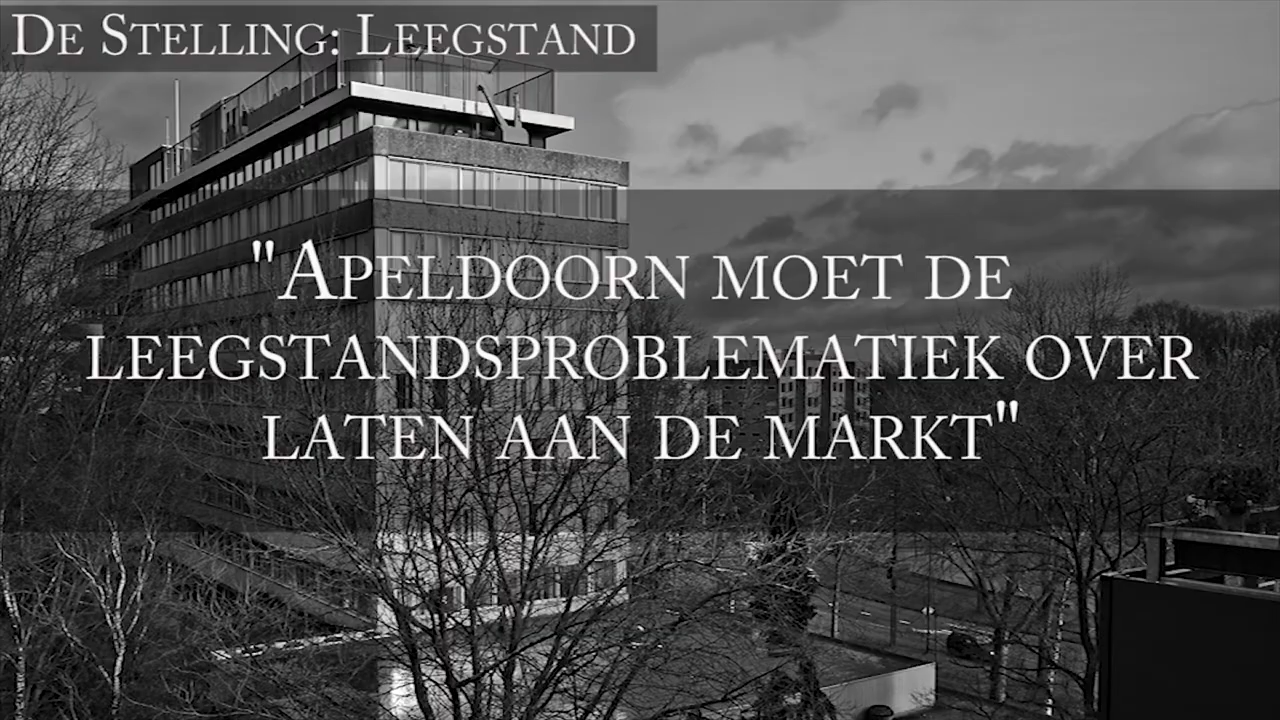 De Stelling: Leegstand
"Apeldoorn moet de
leegstandsproblematiek over
laten aan de markt"